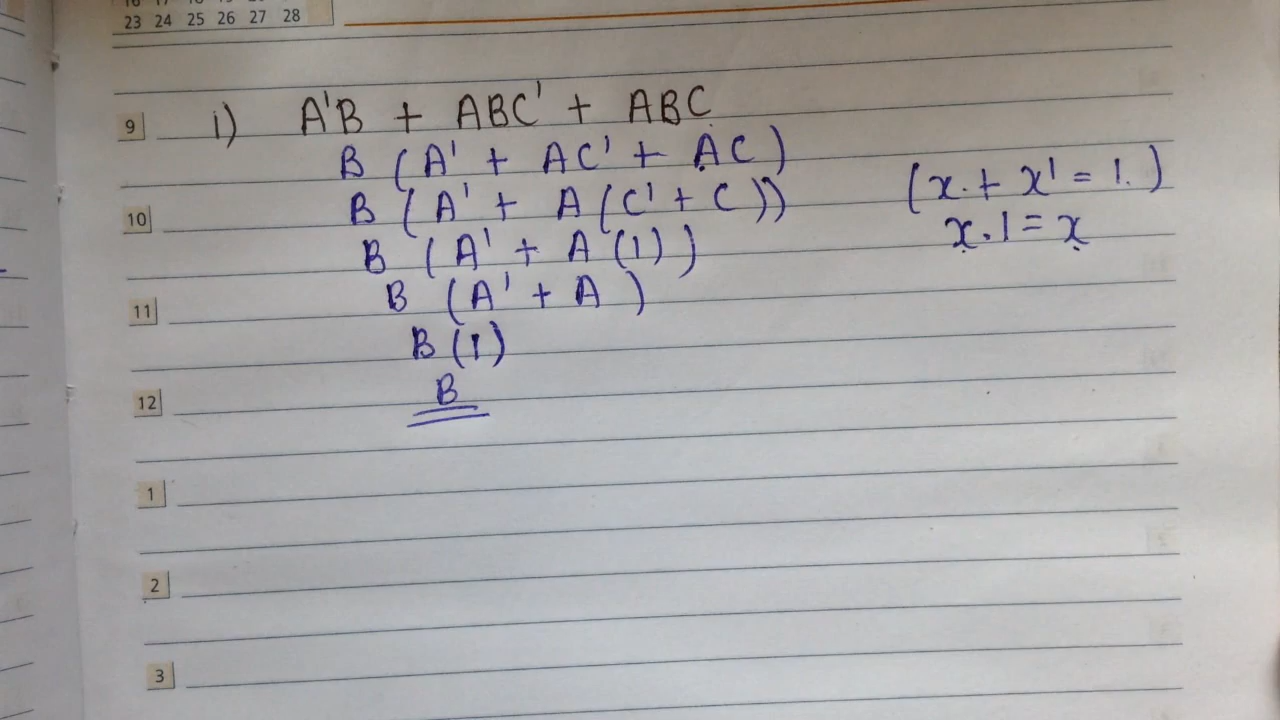 23 24 25 26 27 28
9 i) A'B + ABC' + ABC
B (A' + AC' + AC)
10 B (A' + A (C' + C)) (x + x' = 1.)
B (A' + A (1)) x.1 = x
11 B (A' + A)
B (1)
12 B
1
2
3